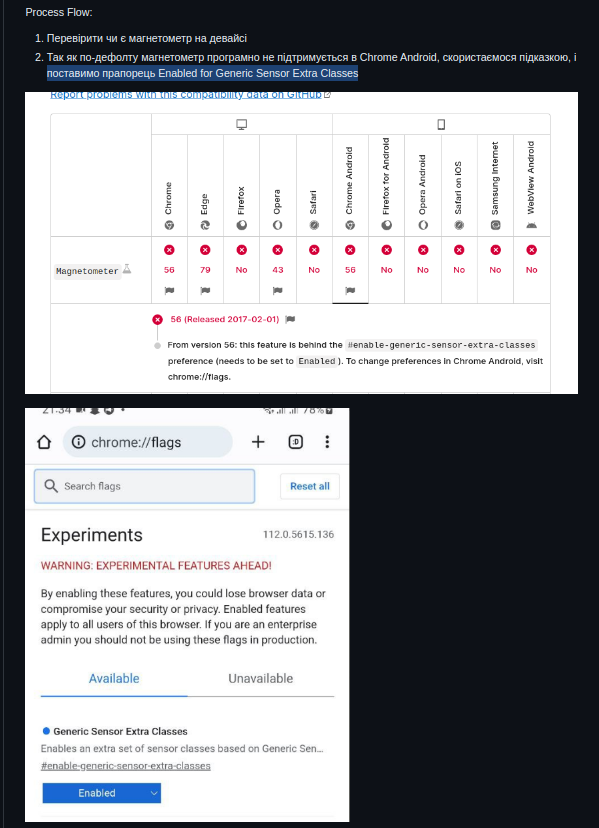 Process Flow:
1. Перевірити чи є магнетометр на девайсі
2. Так як по-дефолту магнетометр програмно не підтримується в Chrome Android, скористаємося підказкою, і
поставимо прапорець Enabled for Generic Sensor Extra Classes
Report problems with this compatibility data on GitHub
Chrome
Edge
Firefox
Opera
Safari
Chrome Android
Firefox for Android
Opera Android
Safari on iOS
Samsung Internet
WebView Android
Magnetometer
56 79 No 43 No 56 No No No No No
56 (Released 2017-02-01)
From version 56: this feature is behind the #enable-generic-sensor-extra-classes
preference (needs to be set to Enabled). To change preferences in Chrome Android, visit
chrome://flags.
21:34 78%
chrome://flags
:D
Search flags Reset all
Experiments 112.0.5615.136
WARNING: EXPERIMENTAL FEATURES AHEAD!
By enabling these features, you could lose browser data or
compromise your security or privacy. Enabled features
apply to all users of this browser. If you are an enterprise
admin you should not be using these flags in production.
Available Unavailable
Generic Sensor Extra Classes
Enables an extra set of sensor classes based on Generic Sen...
#enable-generic-sensor-extra-classes
Enabled